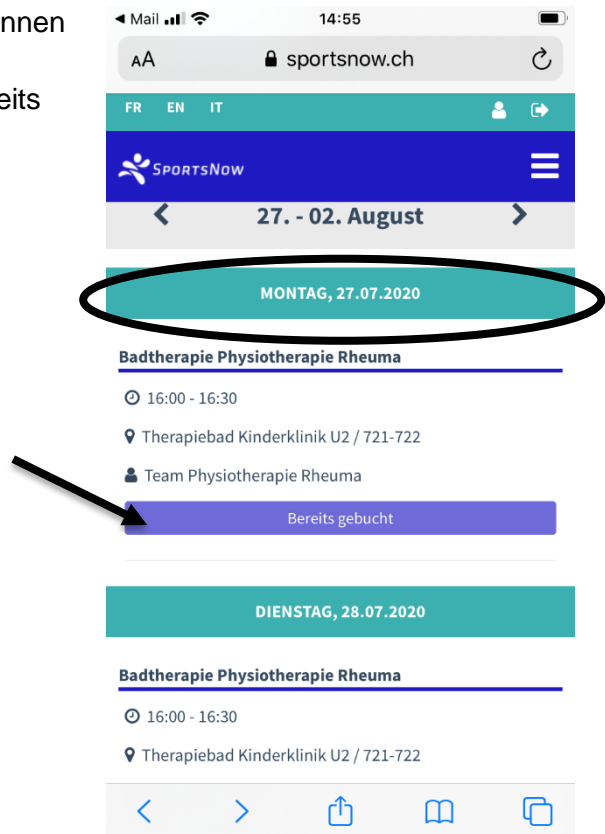 nnen
eits
Mail
14:55
AA
sportsnow.ch
FR EN IT
SPORTSNOW
27. - 02. August
MONTAG, 27.07.2020
Badtherapie Physiotherapie Rheuma
16:00 - 16:30
Therapiebad Kinderklinik U2 / 721-722
Team Physiotherapie Rheuma
Bereits gebucht
DIENSTAG, 28.07.2020
Badtherapie Physiotherapie Rheuma
16:00 - 16:30
Therapiebad Kinderklinik U2 / 721-722